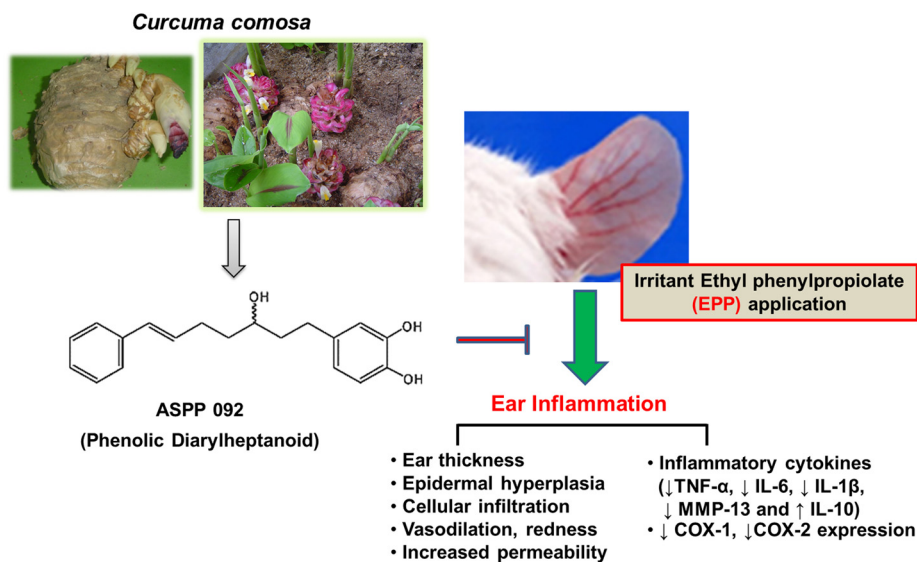 Curcuma comosa
Irritant Ethyl phenylpropiolate
(EPP) application
OH
OH
OH
ASPP 092
(Phenolic Diarylheptanoid)
Ear Inflammation
• Ear thickness
• Epidermal hyperplasia
• Cellular infiltration
• Vasodilation, redness
• Increased permeability
• Inflammatory cytokines
(↓TNF-α, ↓ IL-6, ↓ IL-1β,
↓ MMP-13 and ↑ IL-10)
• ↓ COX-1, ↓COX-2 expression